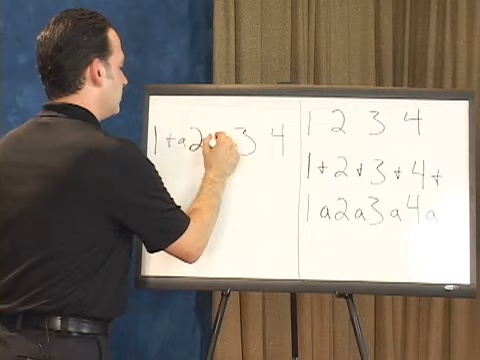 1 + a 2 3 4
1 2 3 4
1 + 2 + 3 + 4 +
1 a 2 a 3 a 4 a